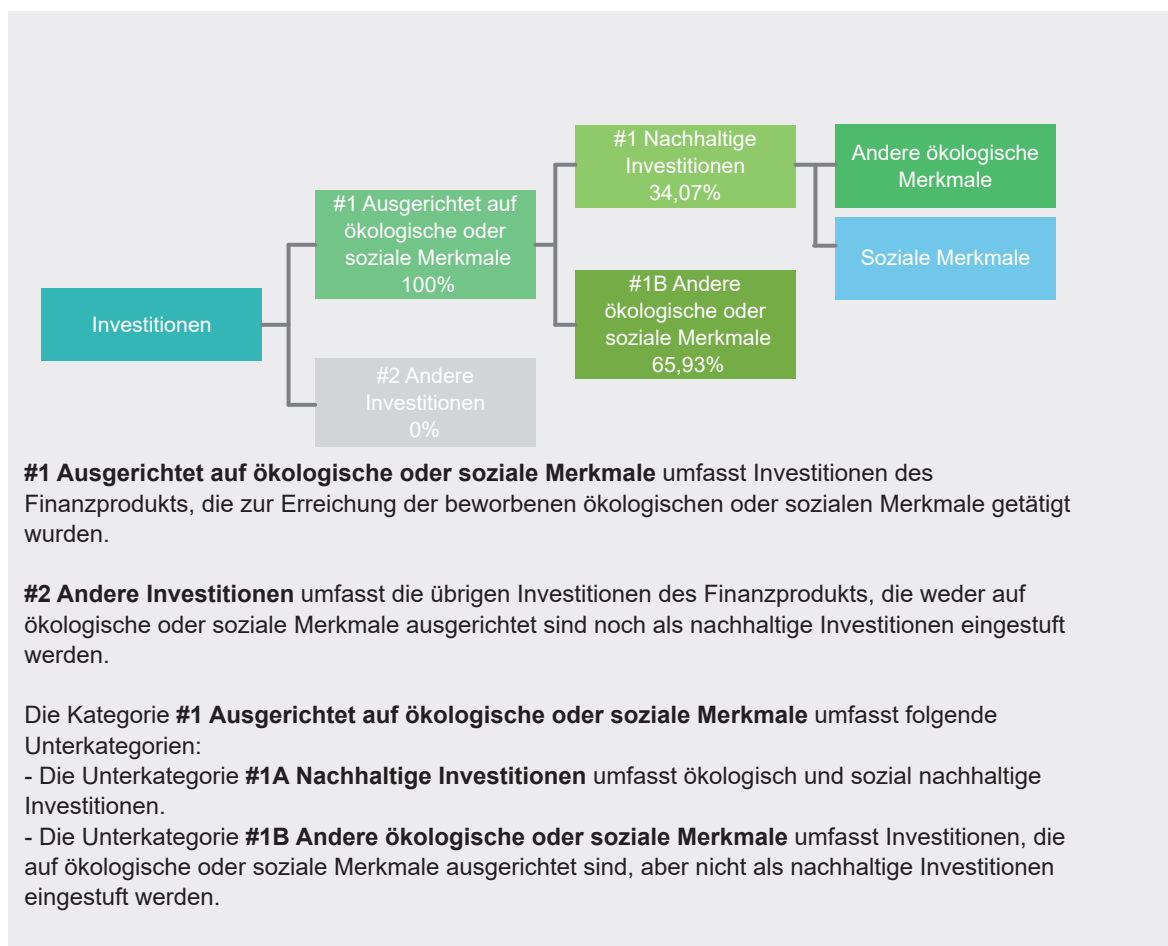 #1 Nachhaltige
Investitionen
34,07%
Andere ökologische
Merkmale
#1 Ausgerichtet auf
ökologische oder
soziale Merkmale
100%
Soziale Merkmale
#1B Andere
ökologische oder
soziale Merkmale
65,93%
Investitionen
#2 Andere
Investitionen
0%
#1 Ausgerichtet auf ökologische oder soziale Merkmale umfasst Investitionen des
Finanzprodukts, die zur Erreichung der beworbenen ökologischen oder sozialen Merkmale getätigt
wurden.
#2 Andere Investitionen umfasst die übrigen Investitionen des Finanzprodukts, die weder auf
ökologische oder soziale Merkmale ausgerichtet sind noch als nachhaltige Investitionen eingestuft
werden.
Die Kategorie #1 Ausgerichtet auf ökologische oder soziale Merkmale umfasst folgende
Unterkategorien:
- Die Unterkategorie #1A Nachhaltige Investitionen umfasst ökologisch und sozial nachhaltige
Investitionen.
- Die Unterkategorie #1B Andere ökologische oder soziale Merkmale umfasst Investitionen, die
auf ökologische oder soziale Merkmale ausgerichtet sind, aber nicht als nachhaltige Investitionen
eingestuft werden.